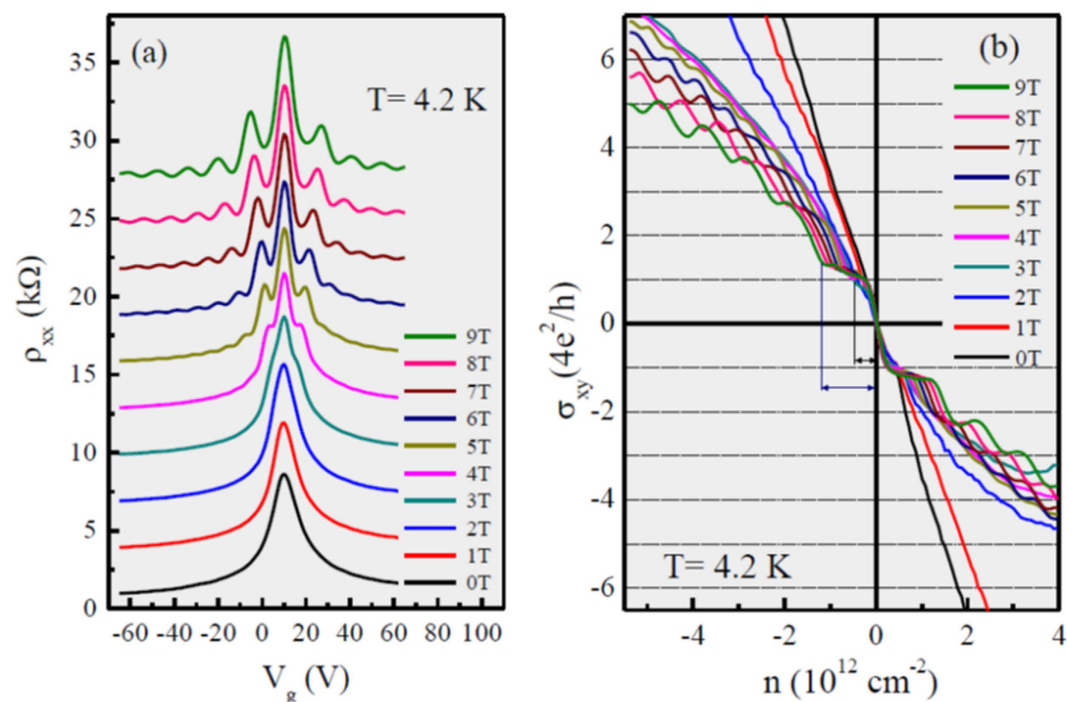 (a)
T= 4.2 K
35
30
25
20
15
10
5
0
ρxx (kΩ)
9T
8T
7T
6T
5T
4T
3T
2T
1T
0T
-60 -40 -20 0 20 40 60 80 100
Vg (V)
(b)
6
4
2
0
-2
-4
-6
σxy(4e²/h)
9T
8T
7T
6T
5T
4T
3T
2T
1T
0T
T= 4.2 K
-4 -2 0 2 4
n (10¹² cm⁻²)